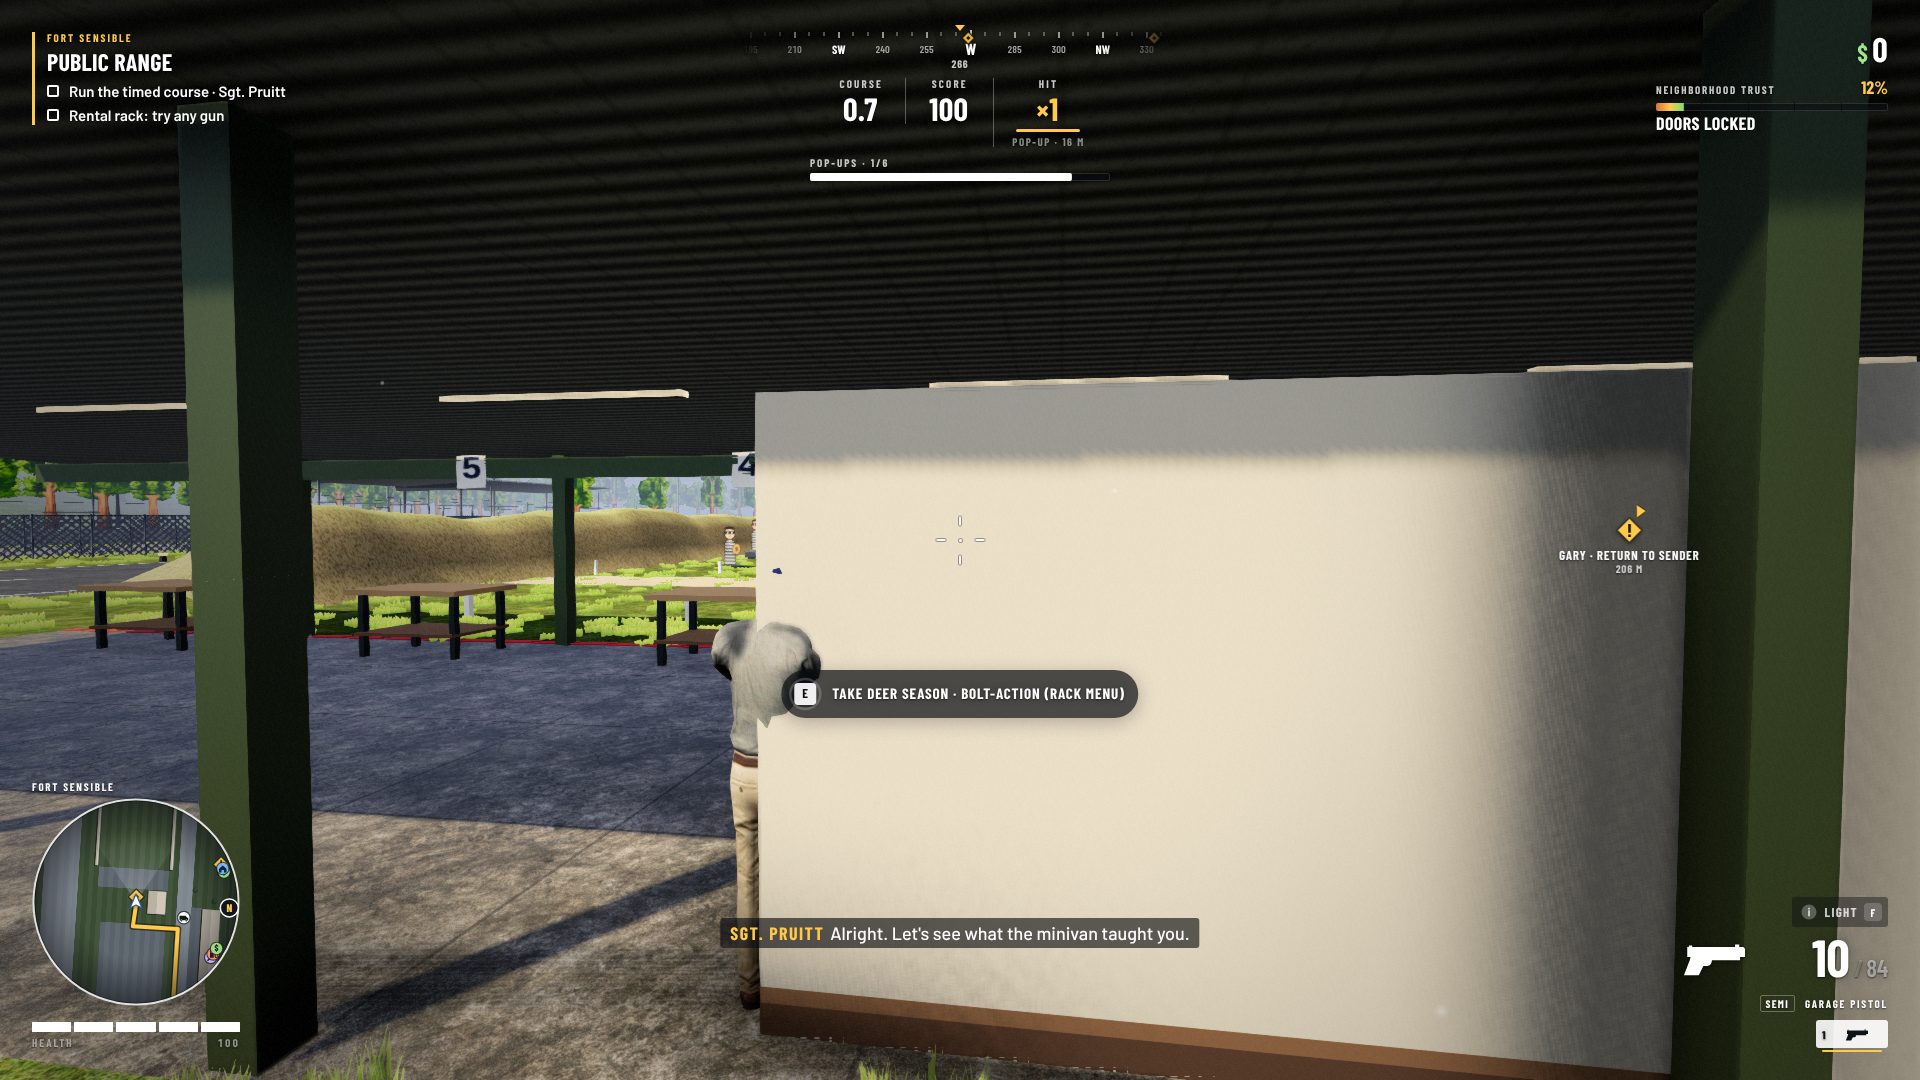 FORT SENSIBLE
PUBLIC RANGE
Run the timed course · Sgt. Pruitt
Rental rack: try any gun
195 210 SW 240 255 W 285 300 NW 330
266
COURSE SCORE HIT
0.7 100 ×1
POP-UP · 16 M
POP-UPS · 1/6
$0
NEIGHBORHOOD TRUST 12%
DOORS LOCKED
5
4
GARY · RETURN TO SENDER
206 M
E TAKE DEER SEASON · BOLT-ACTION (RACK MENU)
FORT SENSIBLE
N
$
HEALTH 100
SGT. PRUITT Alright. Let's see what the minivan taught you.
i LIGHT F
10 / 84
SEMI GARAGE PISTOL
1